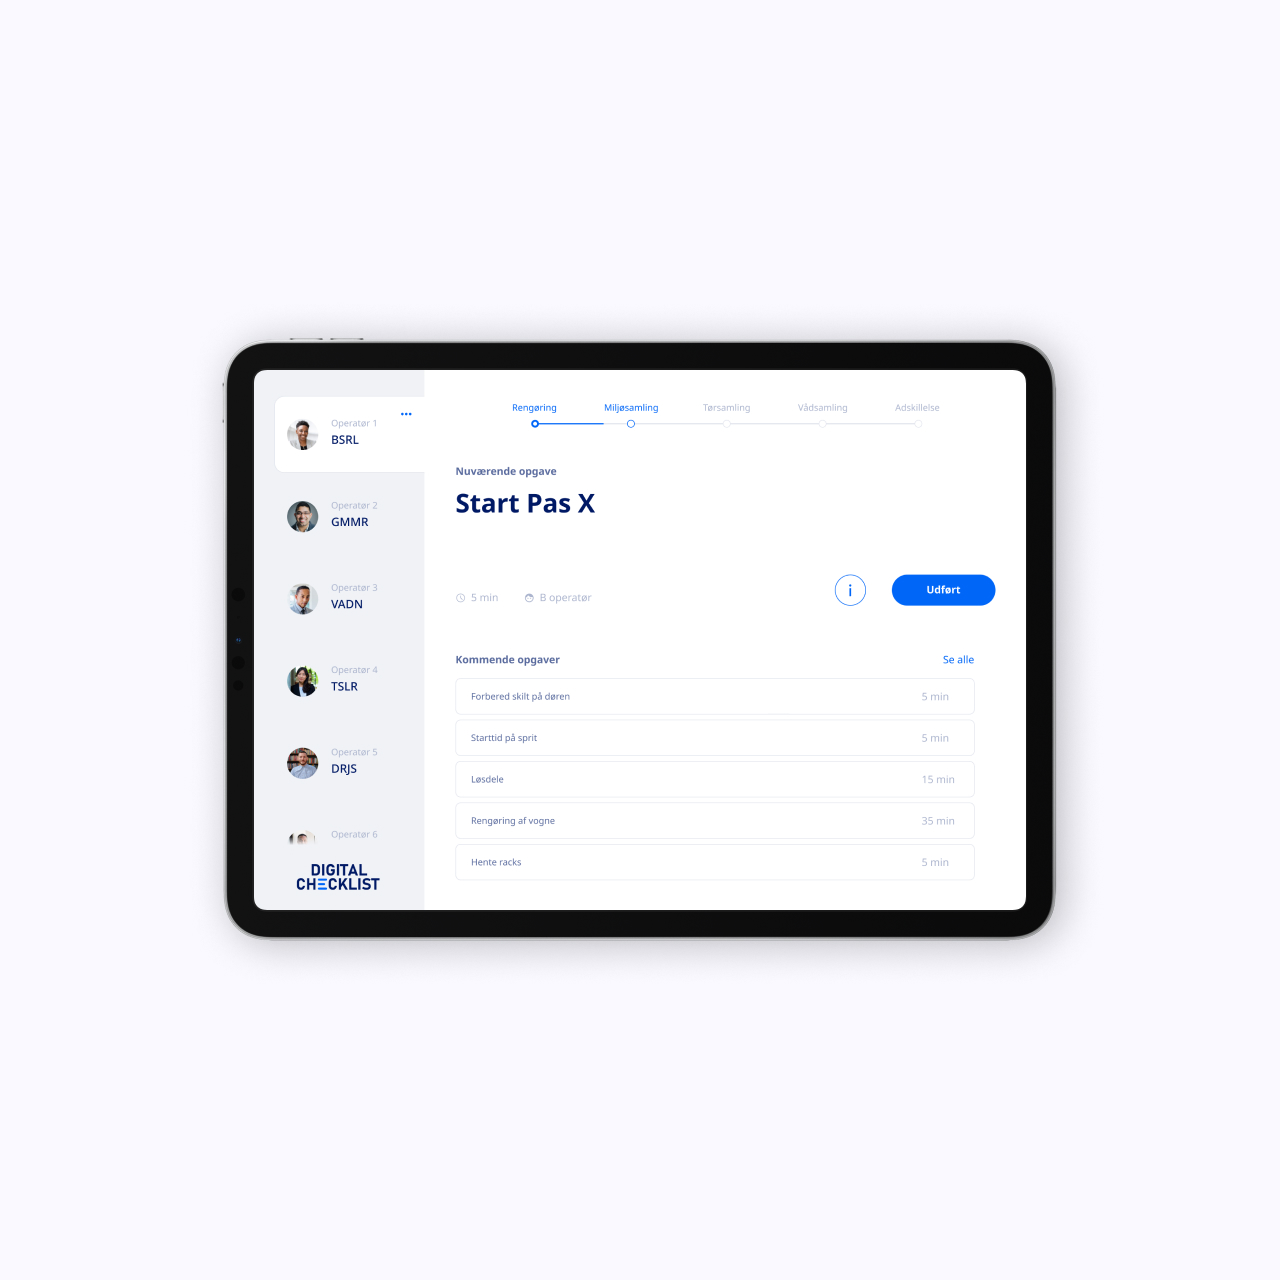 Operatør 1
BSRL
Operatør 2
GMMR
Operatør 3
VADN
Operatør 4
TSLR
Operatør 5
DRJS
Operatør 6
DIGITAL
CHECKLIST
Rengøring Miljøsamling Tørsamling Vådsamling Adskillelse
Nuværende opgave
Start Pas X
5 min B operatør
i Udført
Kommende opgaver Se alle
Forbered skilt på døren 5 min
Starttid på sprit 5 min
Løsdele 15 min
Rengøring af vogne 35 min
Hente racks 5 min